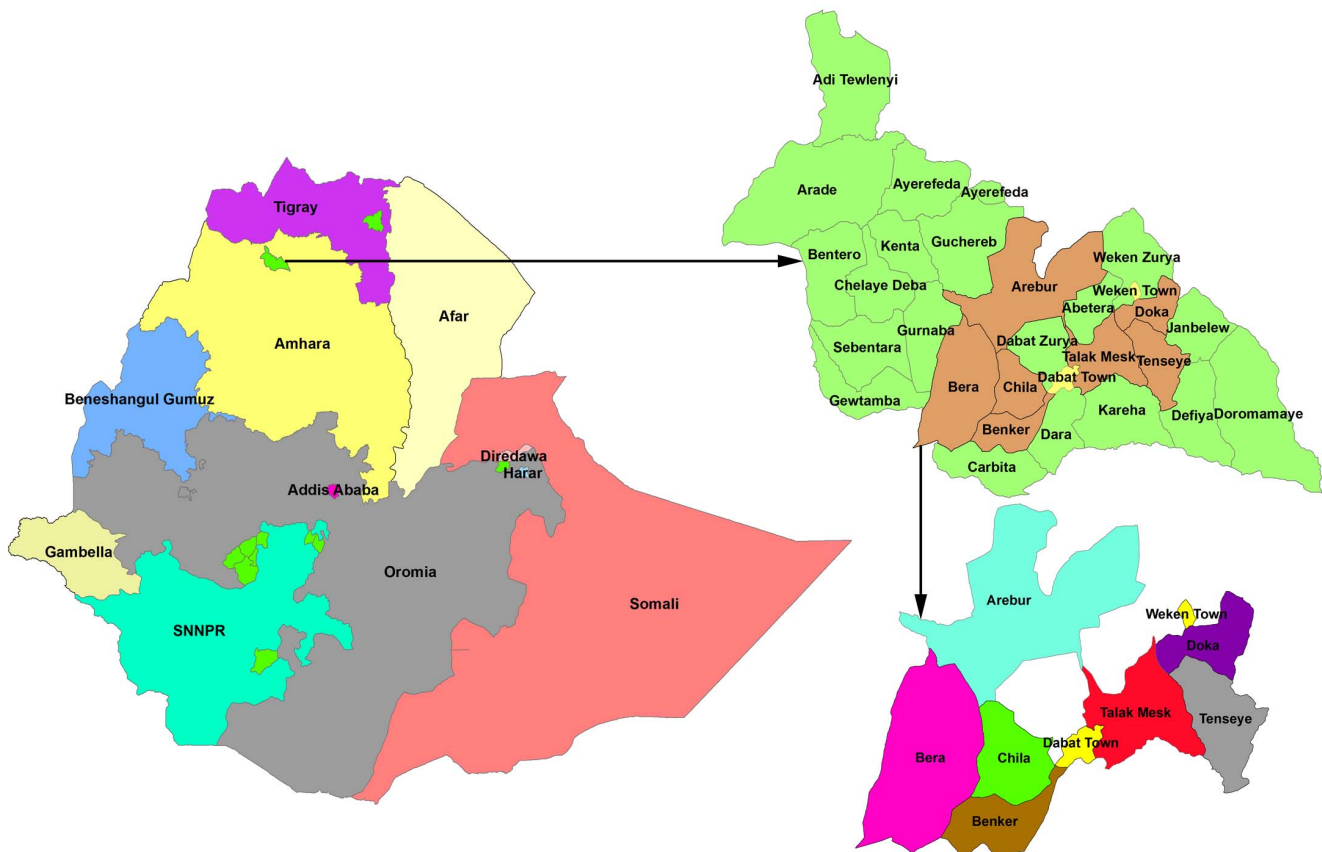 Tigray
Afar
Amhara
Beneshangul Gumuz
Diredawa
Harar
Addis Ababa
Gambella
Oromia
Somali
SNNPR
Adi Tewlenyi
Arade
Ayerefeda
Ayerefeda
Bentero
Kenta
Guchereb
Weken Zurya
Chelaye Deba
Arebur
Weken Town
Abetera
Doka
Gurnaba
Janbelew
Sebentara
Dabat Zurya
Talak Mesk
Tenseye
Bera
Chila
Dabat Town
Gewtamba
Kareha
Defiya
Doromamaye
Benker
Dara
Carbita
Arebur
Weken Town
Doka
Talak Mesk
Tenseye
Dabat Town
Bera
Chila
Benker